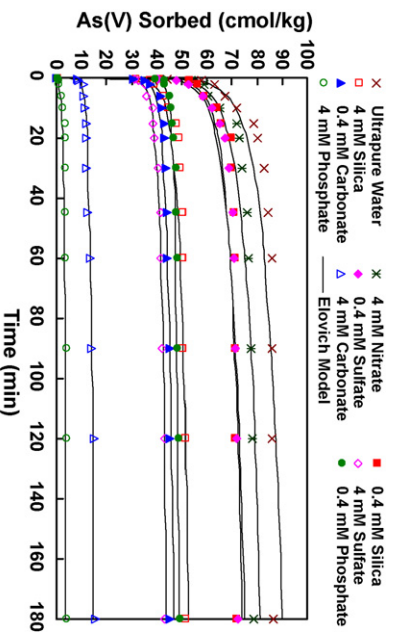 As(V) Sorbed (cmol/kg)
0 10 20 30 40 50 60 70 80 90 100
0 20 40 60 80 100 120 140 160 180
Time (min)
Ultrapure Water 4 mM Nitrate 0.4 mM Silica
4 mM Silica 0.4 mM Sulfate 4 mM Sulfate
0.4 mM Carbonate 4 mM Carbonate 0.4 mM Phosphate
4 mM Phosphate Elovich Model